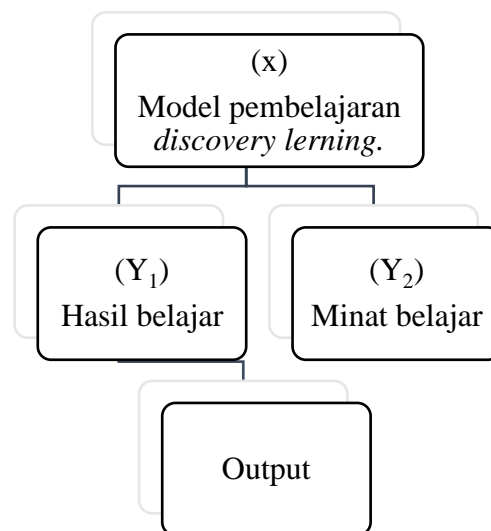 (x)
Model pembelajaran
discovery lerning.
(Y₁)
Hasil belajar
(Y₂)
Minat belajar
Output